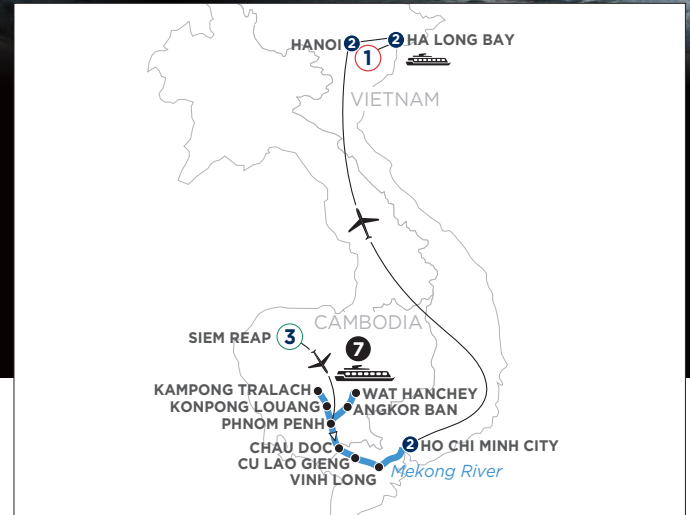 HANOI 2
2 HA LONG BAY
1
VIETNAM
CAMBODIA
SIEM REAP 3
7
KAMPONG TRALACH
WAT HANCHEY
KONPONG LOUANG
ANGKOR BAN
PHNOM PENH
CHAU DOC
2 HO CHI MINH CITY
CU LAO GIENG
Mekong River
VINH LONG